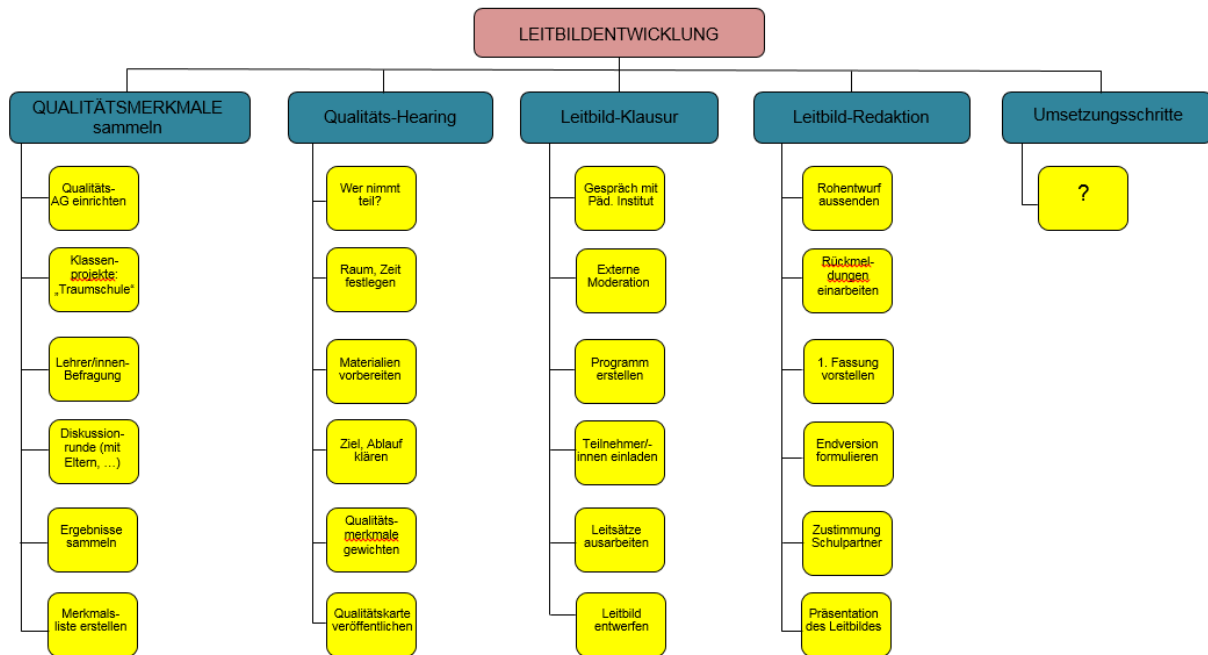 LEITBILDENTWICKLUNG
QUALITÄTSMERKMALE
sammeln
Qualitäts-
AG einrichten
Klassen-
projekte:
„Traumschule“
Lehrer/innen-
Befragung
Diskussion-
runde (mit
Eltern, …)
Ergebnisse
sammeln
Merkmals-
liste erstellen
Qualitäts-Hearing
Wer nimmt
teil?
Raum, Zeit
festlegen
Materialien
vorbereiten
Ziel, Ablauf
klären
Qualitäts-
merkmale
gewichten
Qualitätskarte
veröffentlichen
Leitbild-Klausur
Gespräch mit
Päd. Institut
Externe
Moderation
Programm
erstellen
Teilnehmer/-
innen einladen
Leitsätze
ausarbeiten
Leitbild
entwerfen
Leitbild-Redaktion
Rohentwurf
aussenden
Rückmel-
dungen
einarbeiten
1. Fassung
vorstellen
Endversion
formulieren
Zustimmung
Schulpartner
Präsentation
des Leitbildes
Umsetzungsschritte
?